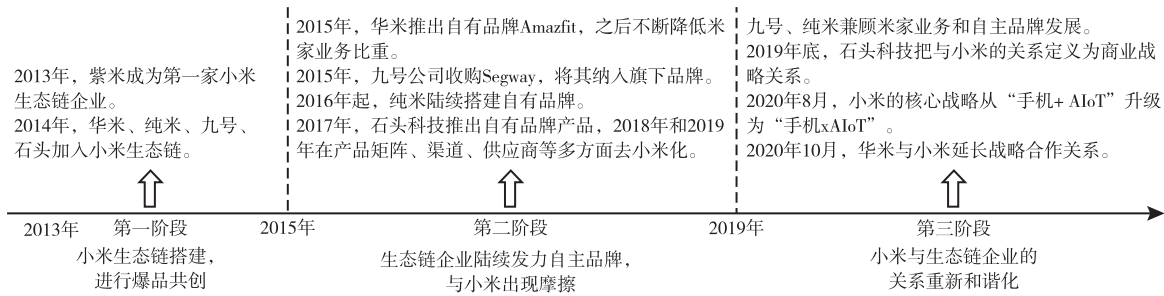 2013年，紫米成为第一家小米
生态链企业。
2014年，华米、纯米、九号、
石头加入小米生态链。
2015年，华米推出自有品牌Amazfit，之后不断降低米
家业务比重。
2015年，九号公司收购Segway，将其纳入旗下品牌。
2016年起，纯米陆续搭建自有品牌。
2017年，石头科技推出自有品牌产品，2018年和2019
年在产品矩阵、渠道、供应商等多方面去小米化。
九号、纯米兼顾米家业务和自主品牌发展。
2019年底，石头科技把与小米的关系定义为商业战
略关系。
2020年8月，小米的核心战略从“手机+ AIoT”升级
为“手机xAIoT”。
2020年10月，华米与小米延长战略合作关系。
2013年
第一阶段
2015年
第二阶段
2019年
第三阶段
小米生态链搭建，
进行爆品共创
生态链企业陆续发力自主品牌，
与小米出现摩擦
小米与生态链企业的
关系重新和谐化